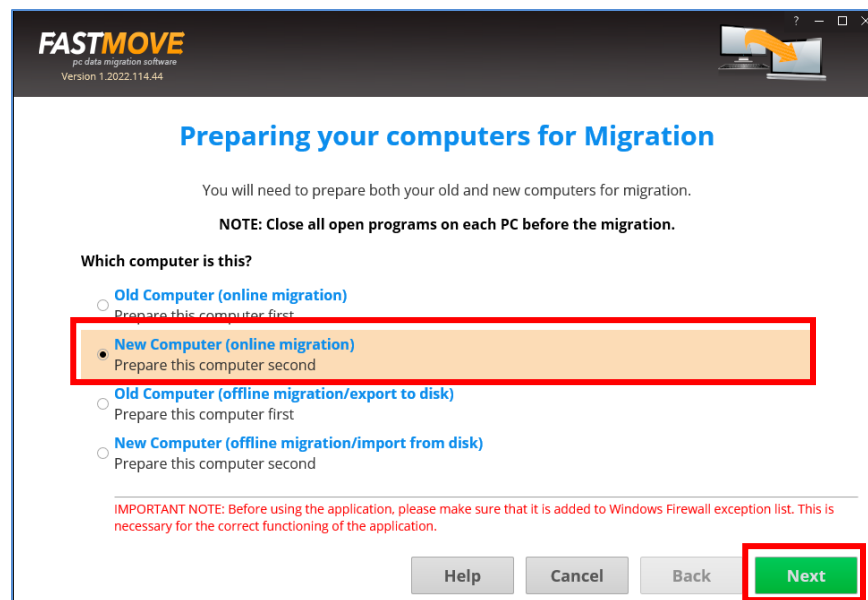 FASTMOVE
pc data migration software
Version 1.2022.114.44
Preparing your computers for Migration
You will need to prepare both your old and new computers for migration.
NOTE: Close all open programs on each PC before the migration.
Which computer is this?
Old Computer (online migration)
Prepare this computer first
New Computer (online migration)
Prepare this computer second
Old Computer (offline migration/export to disk)
Prepare this computer first
New Computer (offline migration/import from disk)
Prepare this computer second
IMPORTANT NOTE: Before using the application, please make sure that it is added to Windows Firewall exception list. This is
necessary for the correct functioning of the application.
Help Cancel Back Next